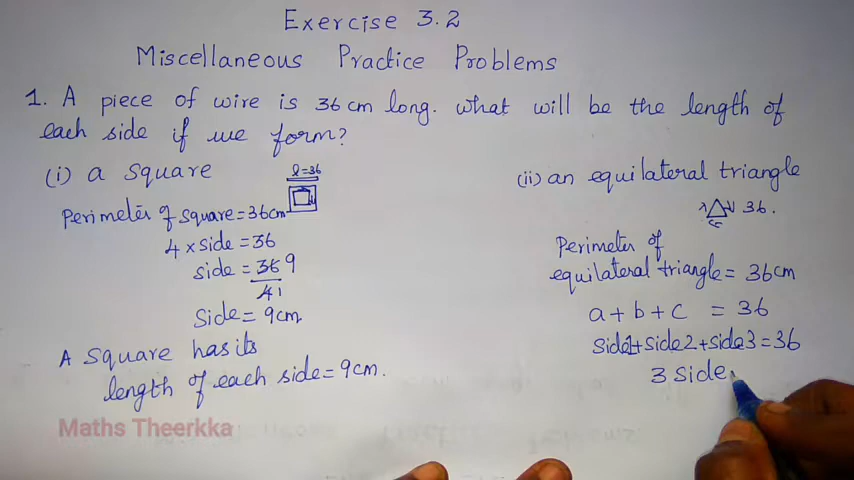 Exercise 3.2
Miscellaneous Practice Problems
1. A piece of wire is 36 cm long. what will be the length of
each side if we form?
(i) a square
l=36
Perimeter of square = 36cm
4 × side = 36
side = 36 9
41
Side = 9cm
A square has its
length of each side = 9cm.
(ii) an equilateral triangle
36.
Perimeter of
equilateral triangle = 36cm
a + b + c = 36
Side1+side2+side3=36
3 side
Maths Theerkka